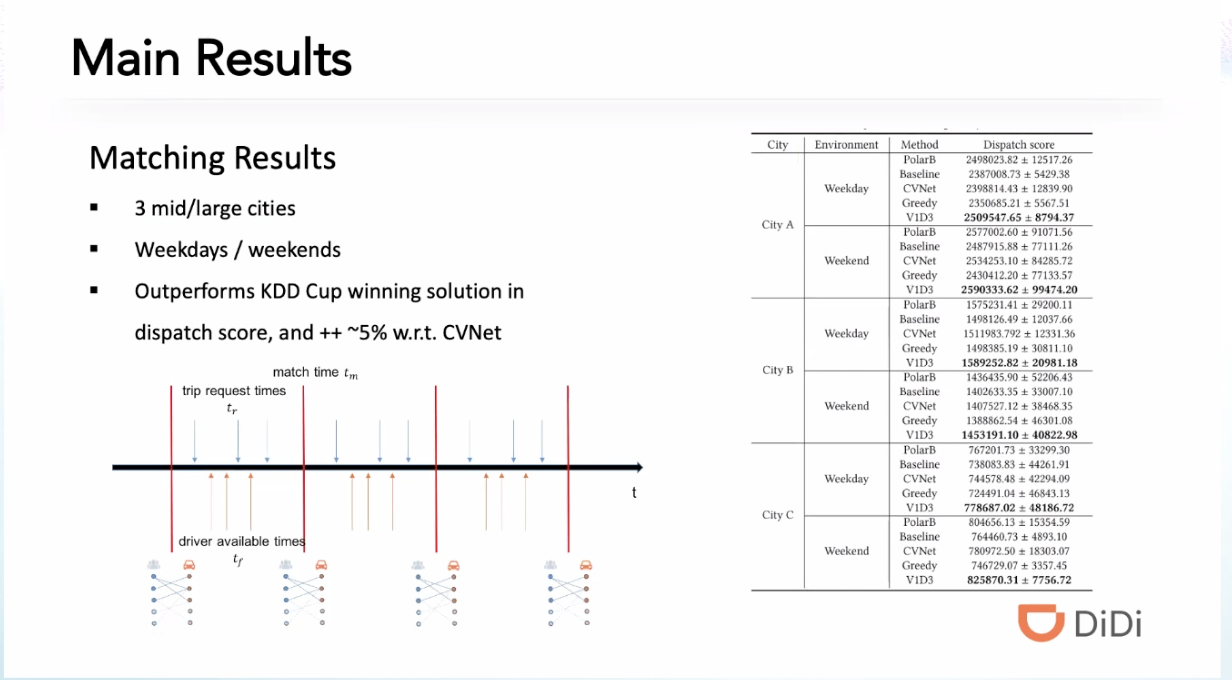 Main Results
Matching Results
▪ 3 mid/large cities
▪ Weekdays / weekends
▪ Outperforms KDD Cup winning solution in
dispatch score, and ++ ~5% w.r.t. CVNet
match time tm
trip request times
tr
t
driver available times
tf
City Environment Method Dispatch score
City A Weekday PolarB 2498023.82 ± 12517.26
Baseline 2387008.73 ± 5429.38
CVNet 2398814.43 ± 12839.90
Greedy 2350685.21 ± 5567.51
V1D3 2509547.65 ± 8794.37
Weekend PolarB 2577002.60 ± 91071.56
Baseline 2487915.88 ± 77111.26
CVNet 2534253.10 ± 84285.72
Greedy 2430412.20 ± 77133.57
V1D3 2590333.62 ± 99474.20
City B Weekday PolarB 1575231.41 ± 29200.11
Baseline 1498126.49 ± 12037.66
CVNet 1511983.792 ± 12331.36
Greedy 1498385.19 ± 30811.10
V1D3 1589252.82 ± 20981.18
Weekend PolarB 1436435.90 ± 52206.43
Baseline 1402633.35 ± 33007.10
CVNet 1407527.12 ± 38468.35
Greedy 1388862.54 ± 46301.08
V1D3 1453191.10 ± 40822.98
City C Weekday PolarB 767201.73 ± 33299.30
Baseline 738083.83 ± 44261.91
CVNet 744578.48 ± 42294.09
Greedy 724491.04 ± 46843.13
V1D3 778687.02 ± 48186.72
Weekend PolarB 804656.13 ± 15354.59
Baseline 764460.73 ± 4893.10
CVNet 780972.50 ± 18303.07
Greedy 746729.07 ± 3357.45
V1D3 825870.31 ± 7756.72
DiDi